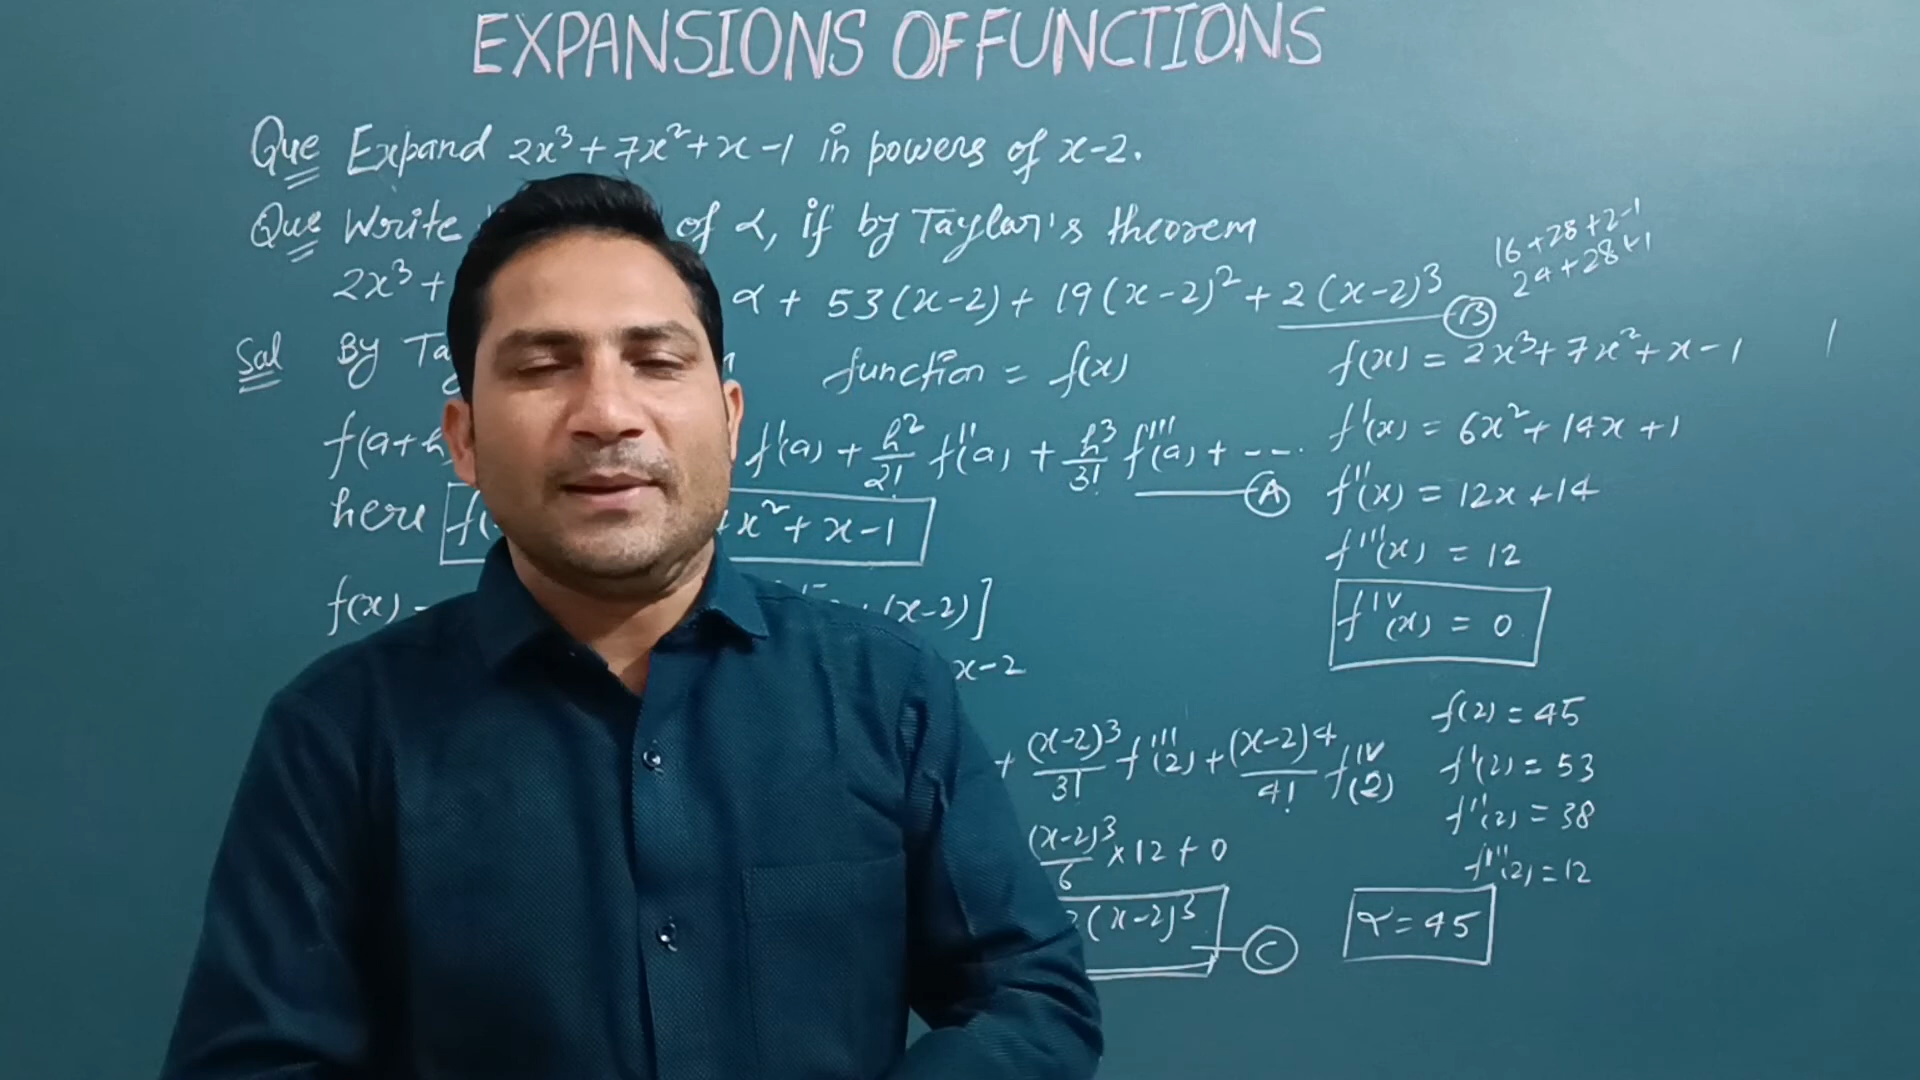 EXPANSIONS OF FUNCTIONS
Que Expand 2x³+7x²+x-1 in powers of x-2.
Que Write of α, if by Taylor's theorem
2x³+ α + 53(x-2) + 19(x-2)² + 2(x-2)³ B
16+28+2-1
24+28+1
Sol By function = f(x)
f(a+h f'(a) + h²/2! f''(a) + h³/3! f'''(a) + --- A
here x²+x-1
f(x) (x-2)]
x-2
+ (x-2)³/3! f'''(2) + (x-2)⁴/4! f^IV(2)
(x-2)³/6 × 12 + 0
2(x-2)³ C
f(x) = 2x³+7x²+x-1
f'(x) = 6x²+14x+1
f''(x) = 12x+14
f'''(x) = 12
f^IV(x) = 0
f(2) = 45
f'(2) = 53
f''(2) = 38
f'''(2) = 12
α = 45